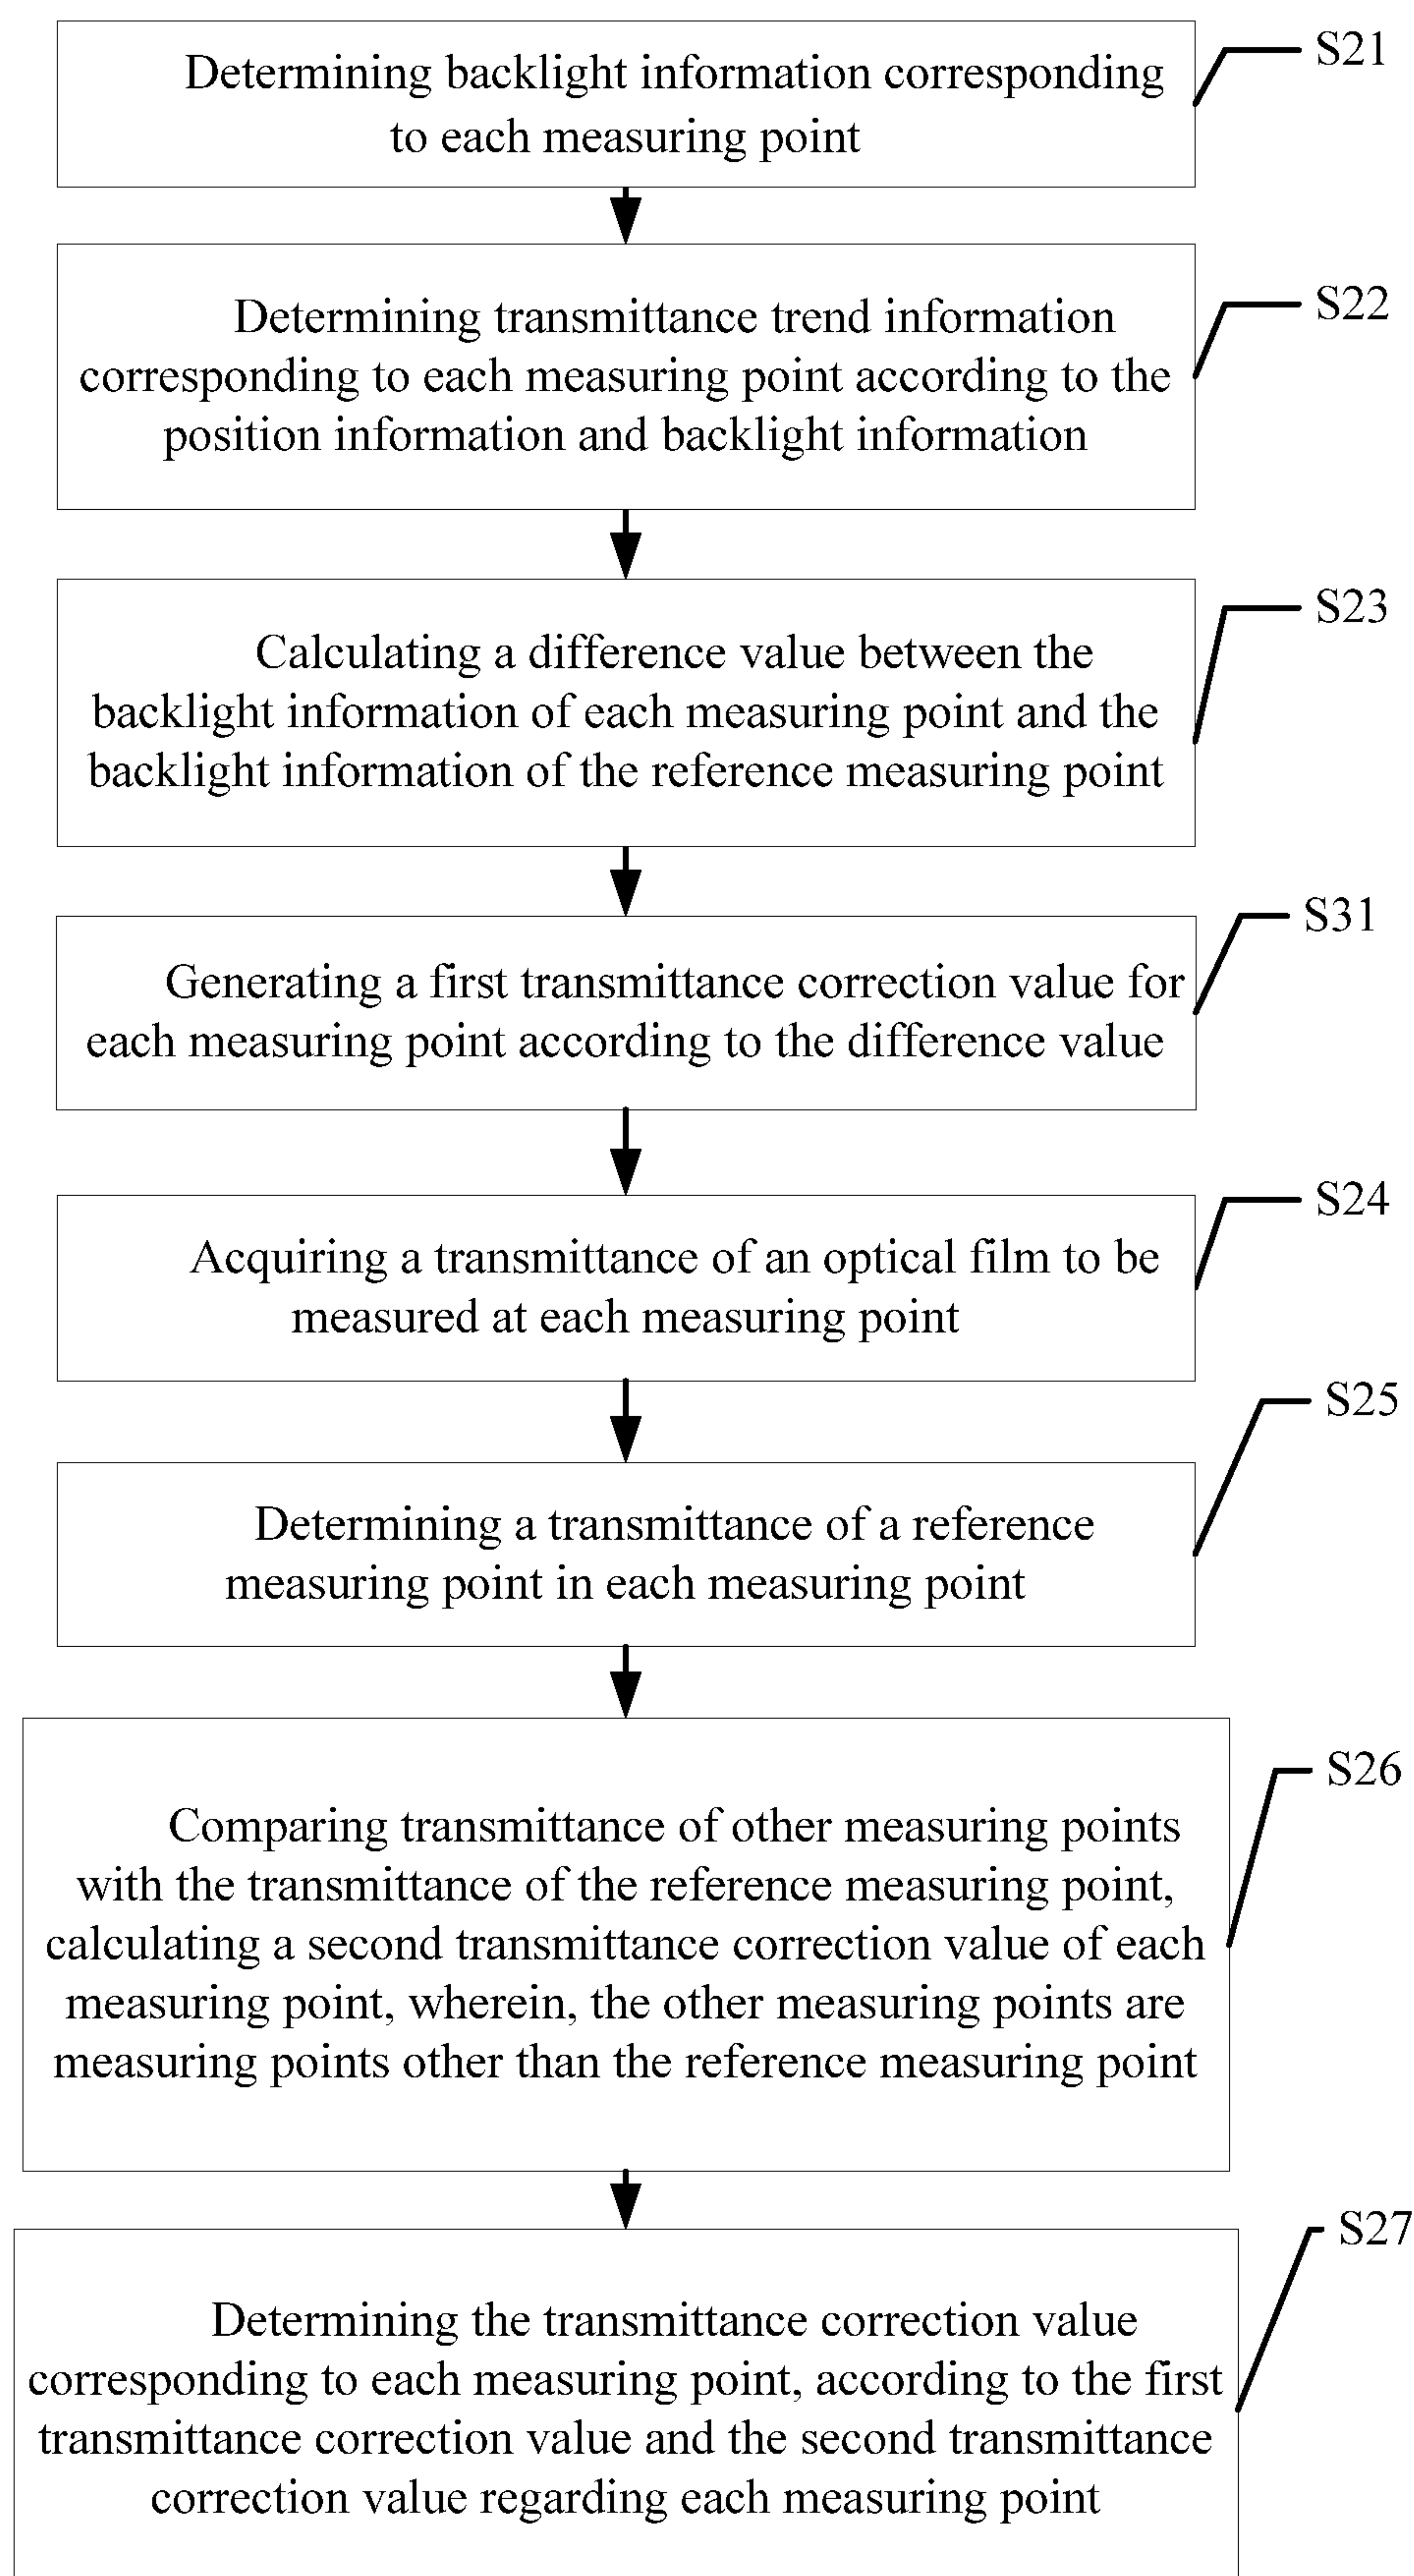 S21
Determining backlight information corresponding
to each measuring point
S22
Determining transmittance trend information
corresponding to each measuring point according to the
position information and backlight information
S23
Calculating a difference value between the
backlight information of each measuring point and the
backlight information of the reference measuring point
S31
Generating a first transmittance correction value for
each measuring point according to the difference value
S24
Acquiring a transmittance of an optical film to be
measured at each measuring point
S25
Determining a transmittance of a reference
measuring point in each measuring point
S26
Comparing transmittance of other measuring points
with the transmittance of the reference measuring point,
calculating a second transmittance correction value of each
measuring point, wherein, the other measuring points are
measuring points other than the reference measuring point
S27
Determining the transmittance correction value
corresponding to each measuring point, according to the first
transmittance correction value and the second transmittance
correction value regarding each measuring point